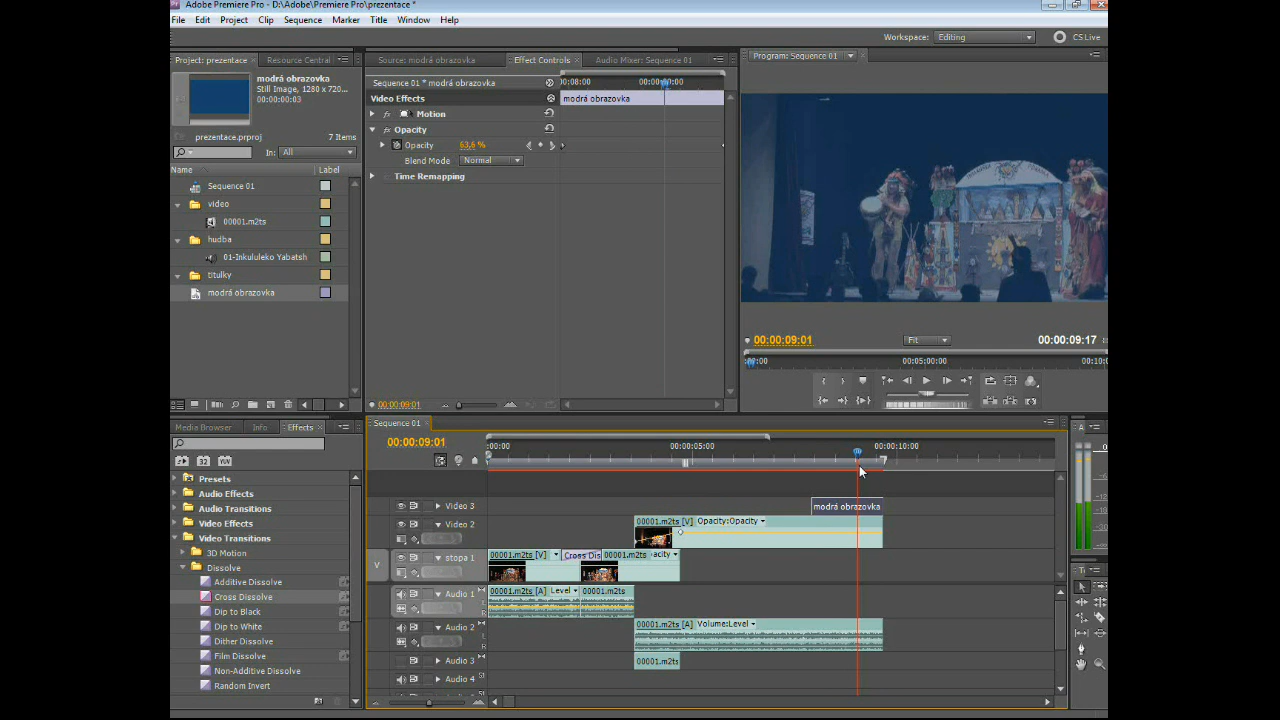 Adobe Premiere Pro - D:\Adobe\Premiere Pro\prezentace *
File Edit Project Clip Sequence Marker Title Window Help
Workspace: Editing CS Live
Project: prezentace Resource Central
Source: modrá obrazovka Effect Controls Audio Mixer: Sequence 01
Program: Sequence 01
modrá obrazovka
Still Image, 1280 x 720...
00:00:00:03
prezentace.prproj 7 Items
In: All
Name Label
Sequence 01
video
00001.m2ts
hudba
01-Inkululeko Yabatsh
titulky
modrá obrazovka
Sequence 01 * modrá obrazovka
Video Effects
Motion
Opacity
Opacity 63,6 %
Blend Mode Normal
Time Remapping
:00:08:00
modrá obrazovka
00:00:09:01
00:00:09:01 Fit 00:00:09:17
00:05:00:00
Media Browser Info Effects
Presets
Audio Effects
Audio Transitions
Video Effects
Video Transitions
3D Motion
Dissolve
Additive Dissolve
Cross Dissolve
Dip to Black
Dip to White
Dither Dissolve
Film Dissolve
Non-Additive Dissolve
Random Invert
Sequence 01
00:00:09:01
:00:00 00:00:05:00 00:00:10:00
Video 3 modrá obrazovka
Video 2 00001.m2ts [V] Opacity:Opacity
V stopa 1 00001.m2ts [V] Cross Dis 00001.m2ts acity
Audio 1 00001.m2ts [A] Level 00001.m2ts
Audio 2 00001.m2ts [A] Volume:Level
Audio 3 00001.m2ts
Audio 4